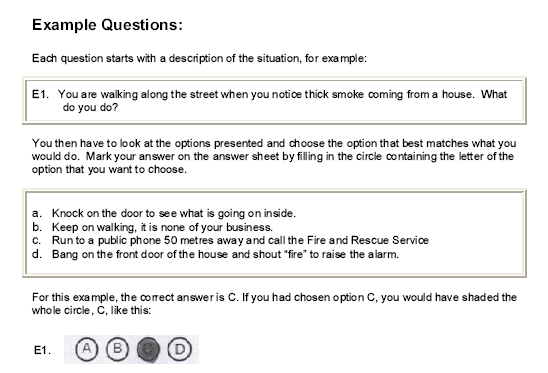 Example Questions:
Each question starts with a description of the situation, for example:
E1. You are walking along the street when you notice thick smoke coming from a house. What
do you do?
You then have to look at the options presented and choose the option that best matches what you
would do. Mark your answer on the answer sheet by filling in the circle containing the letter of the
option that you want to choose.
a. Knock on the door to see what is going on inside.
b. Keep on walking, it is none of your business.
c. Run to a public phone 50 metres away and call the Fire and Rescue Service
d. Bang on the front door of the house and shout “fire” to raise the alarm.
For this example, the correct answer is C. If you had chosen option C, you would have shaded the
whole circle, C, like this:
E1. A B C D